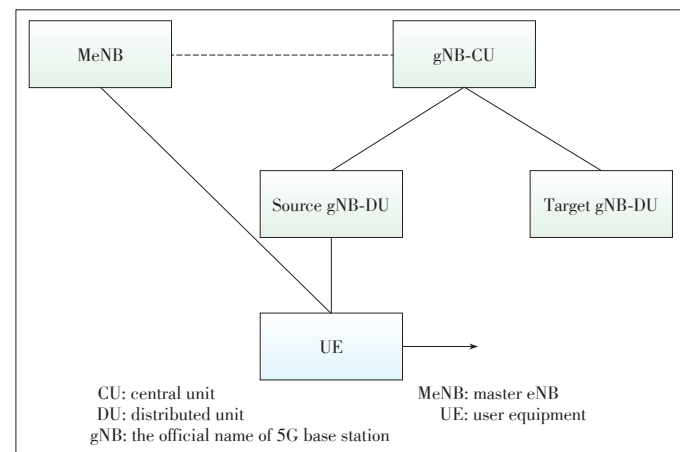 MeNB
gNB-CU
Source gNB-DU
Target gNB-DU
UE
CU: central unit
DU: distributed unit
gNB: the official name of 5G base station
MeNB: master eNB
UE: user equipment